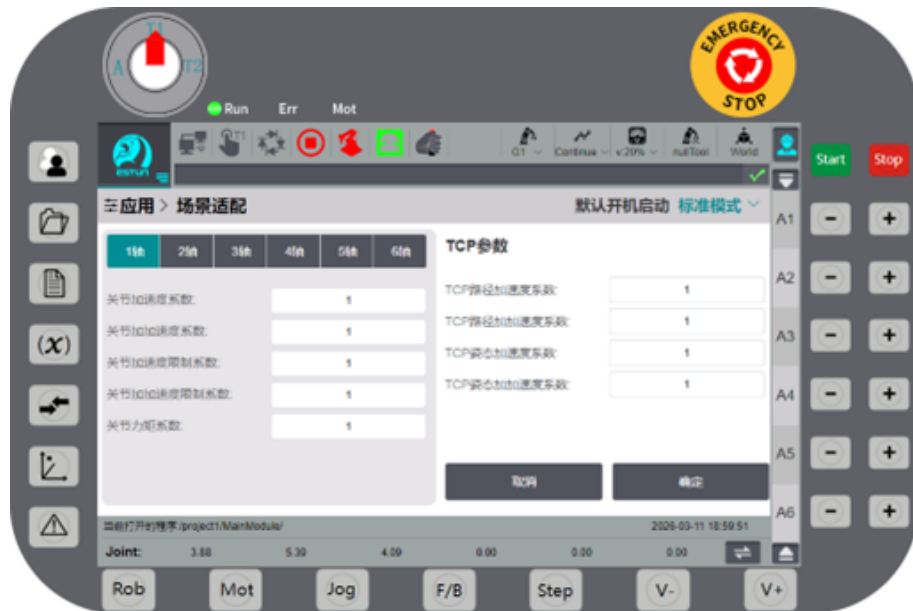 T1
A
T2
EMERGENCY
STOP
Run Err Mot
T1
G1 Continue v:20% nullTool World
ESTUN
Start Stop
应用 > 场景适配 默认开机启动 标准模式
A1
1轴 2轴 3轴 4轴 5轴 6轴
TCP参数
关节加速度系数: 1
TCP路径加速度系数: 1
A2
关节加加速度系数: 1
TCP路径加加速度系数: 1
(x)
A3
关节加速度限制系数: 1
TCP姿态加速度系数: 1
关节加加速度限制系数: 1
TCP姿态加加速度系数: 1
A4
关节力矩系数: 1
A5
取消 确定
A6
当前打开的程序:/project1/MainModule/ 2026-03-11 18:59:51
Joint: 3.88 5.39 4.09 0.00 0.00 0.00
Rob Mot Jog F/B Step V- V+